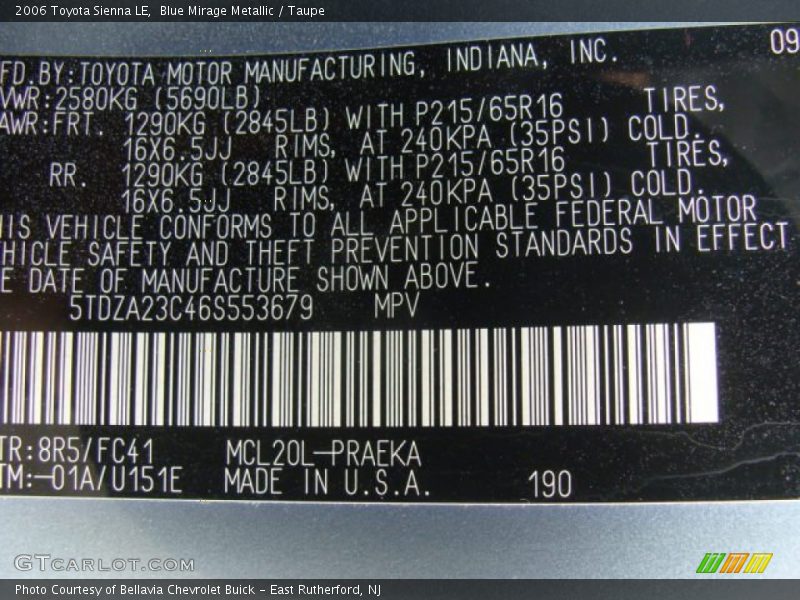 2006 Toyota Sienna LE, Blue Mirage Metallic / Taupe
09
FD.BY:TOYOTA MOTOR MANUFACTURING, INDIANA, INC.
VWR:2580KG (5690LB)
AWR:FRT. 1290KG (2845LB) WITH P215/65R16 TIRES,
16X6.5JJ RIMS, AT 240KPA (35PSI) COLD.
RR. 1290KG (2845LB) WITH P215/65R16 TIRES,
16X6.5JJ RIMS, AT 240KPA (35PSI) COLD.
HIS VEHICLE CONFORMS TO ALL APPLICABLE FEDERAL MOTOR
EHICLE SAFETY AND THEFT PREVENTION STANDARDS IN EFFECT
E DATE OF MANUFACTURE SHOWN ABOVE.
5TDZA23C46S553679 MPV
TR:8R5/FC41 MCL20L-PRAEKA
TM:-01A/U151E MADE IN U.S.A. 190
GTCARLOT.COM
Photo Courtesy of Bellavia Chevrolet Buick - East Rutherford, NJ